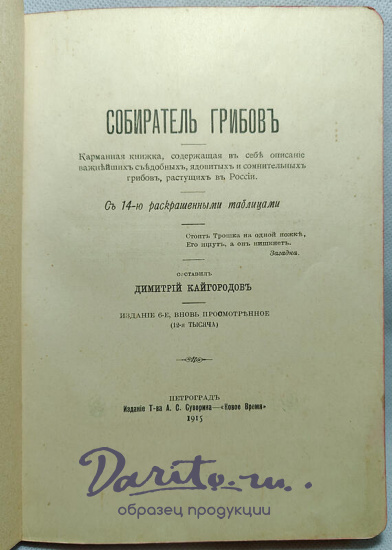 СОБИРАТЕЛЬ ГРИБОВЪ
Карманная книжка, содержащая въ себѣ описаніе
важнѣйшихъ съѣдобныхъ, ядовитыхъ и сомнительныхъ
грибовъ, растущихъ въ Россіи.
Съ 14-ю раскрашенными таблицами
Стоитъ Трошка на одной ножкѣ,
Его ищутъ, а онъ никнетъ.
Загадка.
СОСТАВИЛЪ
ДИМИТРІЙ КАЙГОРОДОВЪ
ИЗДАНІЕ 6-Е, ВНОВЬ ПРОСМОТРѢННОЕ
(12-я ТЫСЯЧА)
ПЕТРОГРАДЪ
Изданіе Т-ва А. С. Суворина—«Новое Время»
1915
Darito.ru.
образец продукции